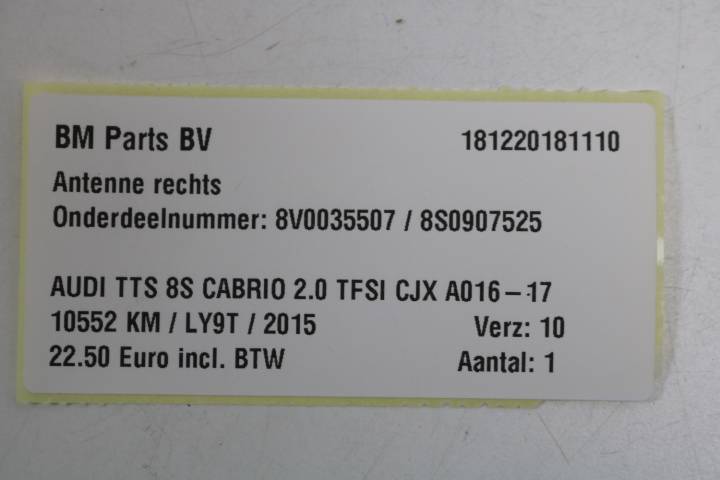 BM Parts BV 181220181110
Antenne rechts
Onderdeelnummer: 8V0035507 / 8S0907525
AUDI TTS 8S CABRIO 2.0 TFSI CJX A016-17
10552 KM / LY9T / 2015 Verz: 10
22.50 Euro incl. BTW Aantal: 1